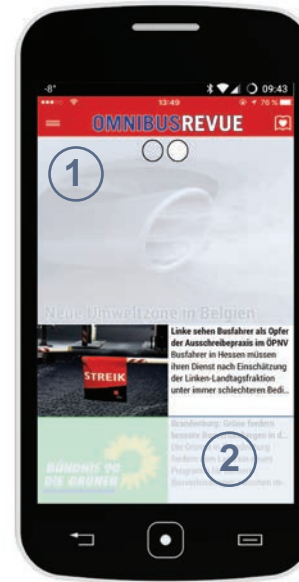 -8° 09:43
13:49 76 %
OMNIBUSREVUE
1
Neue Umweltzone in Belgien
STREIK
Linke sehen Busfahrer als Opfer
der Ausschreibepraxis im ÖPNV
Busfahrer in Hessen müssen
ihren Dienst nach Einschätzung
der Linken-Landtagsfraktion
unter immer schlechteren Bedi...
BÜNDNIS 90
DIE GRÜNEN
Brandenburg: Grüne fordern
2